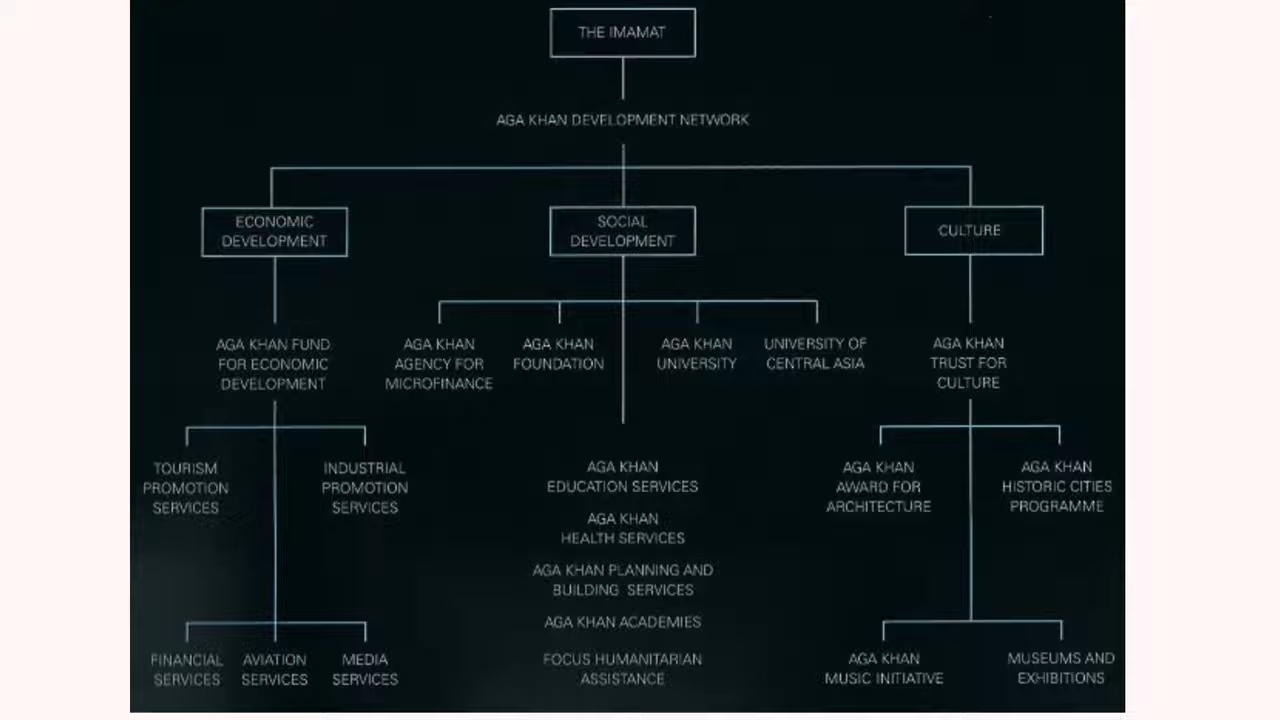 THE IMAMAT
AGA KHAN DEVELOPMENT NETWORK
ECONOMIC
DEVELOPMENT
SOCIAL
DEVELOPMENT
CULTURE
AGA KHAN FUND
FOR ECONOMIC
DEVELOPMENT
AGA KHAN
AGENCY FOR
MICROFINANCE
AGA KHAN
FOUNDATION
AGA KHAN
UNIVERSITY
UNIVERSITY OF
CENTRAL ASIA
AGA KHAN
TRUST FOR
CULTURE
TOURISM
PROMOTION
SERVICES
INDUSTRIAL
PROMOTION
SERVICES
AGA KHAN
EDUCATION SERVICES
AGA KHAN
HEALTH SERVICES
AGA KHAN PLANNING AND
BUILDING SERVICES
AGA KHAN ACADEMIES
FOCUS HUMANITARIAN
ASSISTANCE
AGA KHAN
AWARD FOR
ARCHITECTURE
AGA KHAN
HISTORIC CITIES
PROGRAMME
FINANCIAL
SERVICES
AVIATION
SERVICES
MEDIA
SERVICES
AGA KHAN
MUSIC INITIATIVE
MUSEUMS AND
EXHIBITIONS